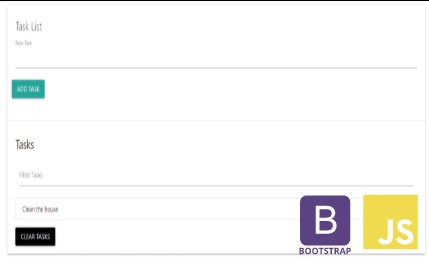 Task List
New Task
ADD TASK
Tasks
Filter Tasks
Clean the house
CLEAR TASKS
B
BOOTSTRAP
JS